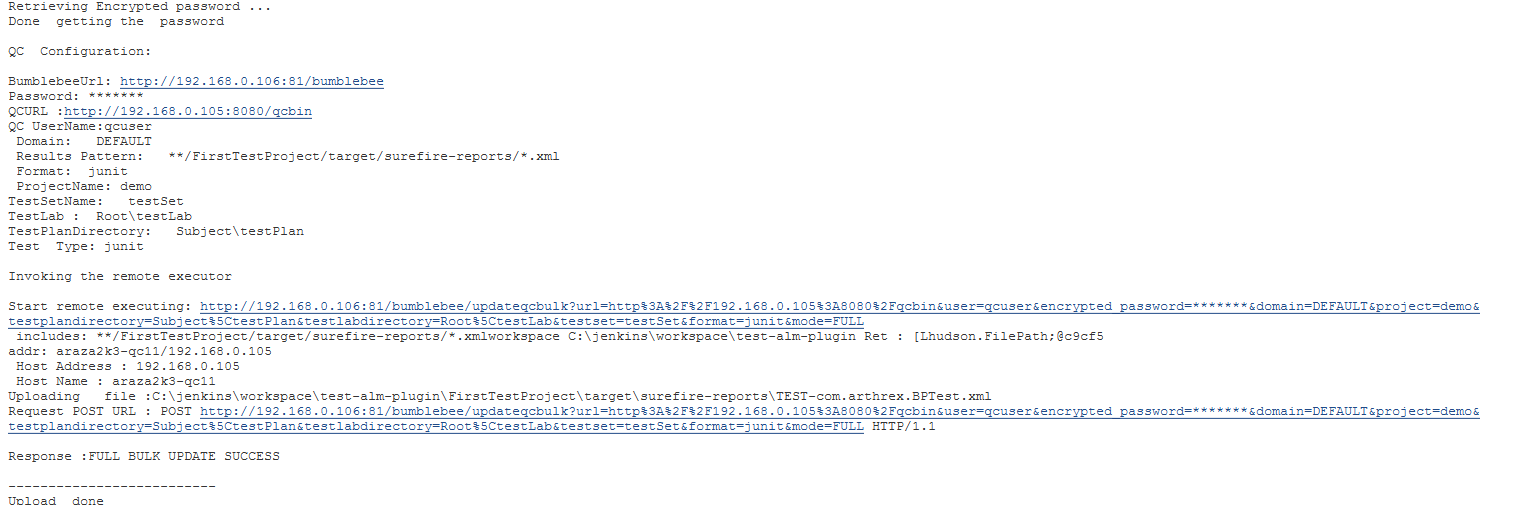 Retrieving Encrypted password ...
Done  getting the  password
QC  Configuration:
BumblebeeUrl: http://192.168.0.106:81/bumblebee
Password: *******
QCURL :http://192.168.0.105:8080/qcbin
QC UserName:qcuser
 Domain:   DEFAULT
 Results Pattern:   **/FirstTestProject/target/surefire-reports/*.xml
 Format:  junit
 ProjectName: demo
TestSetName:   testSet
TestLab :  Root\testLab
TestPlanDirectory:   Subject\testPlan
Test  Type: junit
Invoking the remote executor
Start remote executing: http://192.168.0.106:81/bumblebee/updateqcbulk?url=http%3A%2F%2F192.168.0.105%3A8080%2Fqcbin&user=qcuser&encrypted_password=*******&domain=DEFAULT&project=demo&
testplandirectory=Subject%5CtestPlan&testlabdirectory=Root%5CtestLab&testset=testSet&format=junit&mode=FULL
 includes: **/FirstTestProject/target/surefire-reports/*.xmlworkspace C:\jenkins\workspace\test-alm-plugin Ret : [Lhudson.FilePath;@c9cf5
addr: araza2k3-qc11/192.168.0.105
 Host Address : 192.168.0.105
 Host Name : araza2k3-qc11
Uploading   file :C:\jenkins\workspace\test-alm-plugin\FirstTestProject\target\surefire-reports\TEST-com.arthrex.BPTest.xml
Request POST URL : POST http://192.168.0.106:81/bumblebee/updateqcbulk?url=http%3A%2F%2F192.168.0.105%3A8080%2Fqcbin&user=qcuser&encrypted_password=*******&domain=DEFAULT&project=demo&
testplandirectory=Subject%5CtestPlan&testlabdirectory=Root%5CtestLab&testset=testSet&format=junit&mode=FULL HTTP/1.1
Response :FULL BULK UPDATE SUCCESS
--------------------------
Upload  done